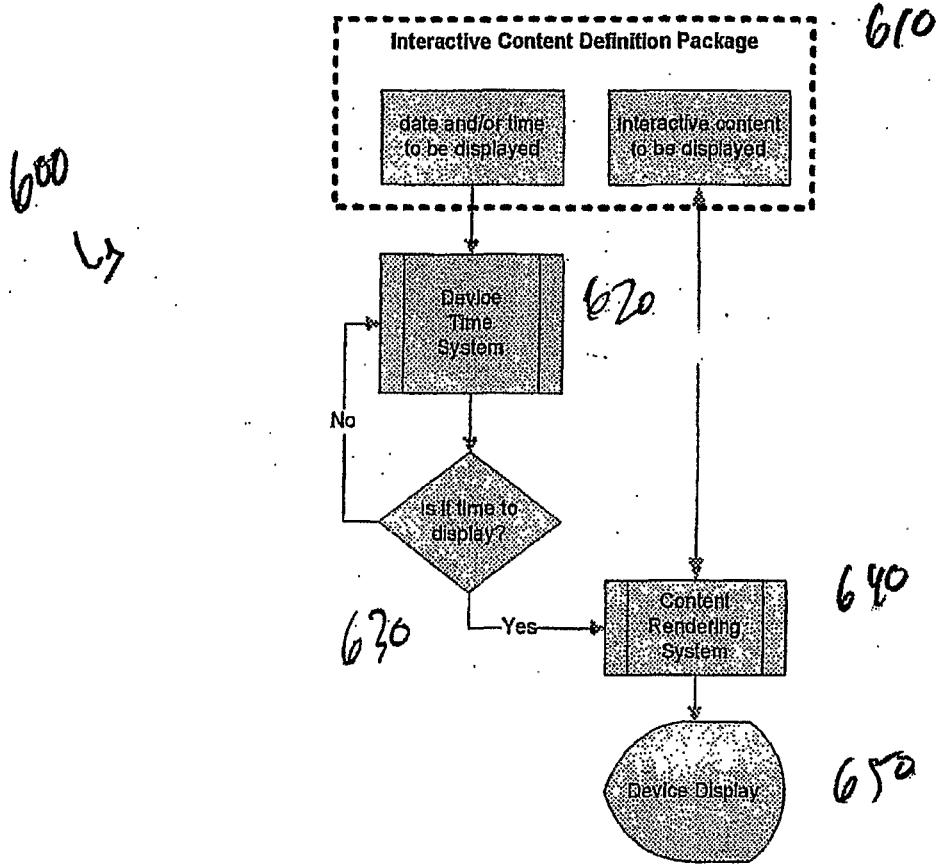 610
Interactive Content Definition Package
date and/or time
to be displayed
interactive content
to be displayed
600
Device
Time
System
620
No
Is it time to
display?
630
Yes
Content
Rendering
System
640
Device Display
650